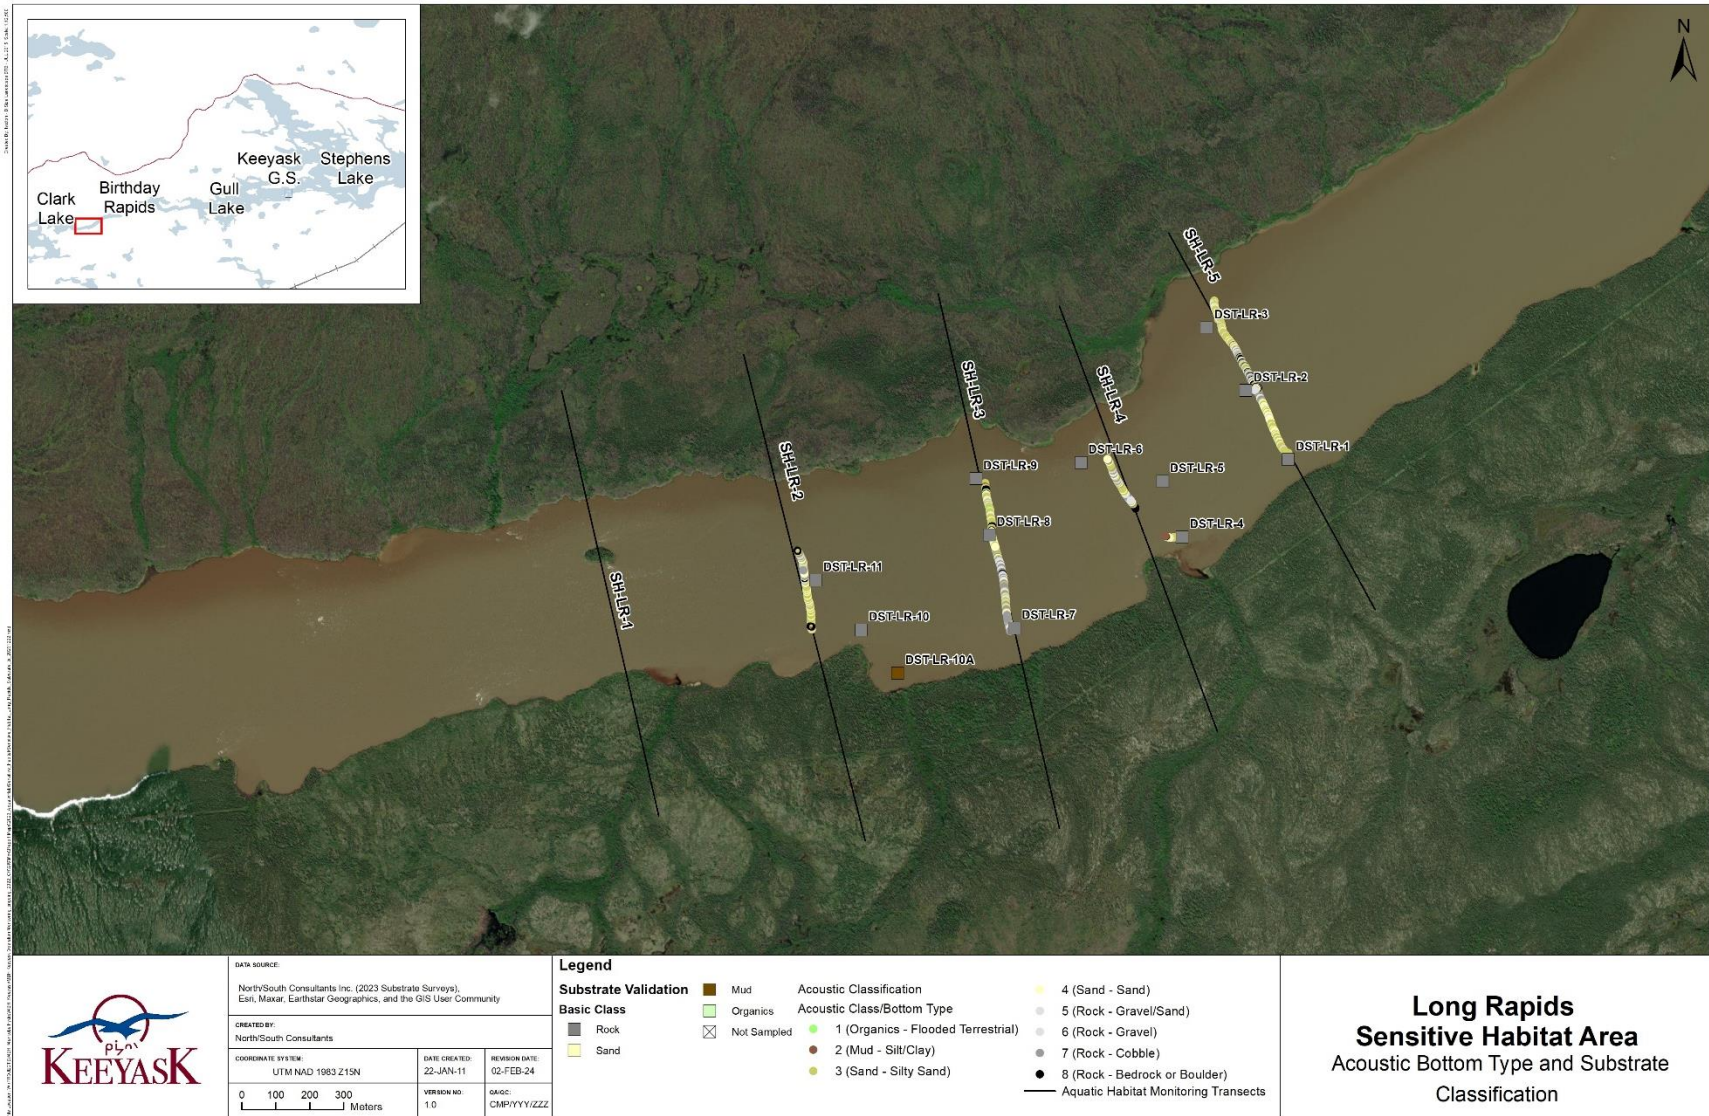 Clark
Lake
Birthday
Rapids
Gull
Lake
Keeyask
G.S.
Stephens
Lake
N
SH-LR-5
DST-LR-3
DST-LR-2
DST-LR-1
SH-LR-4
SH-LR-3
DST-LR-6
DST-LR-5
DST-LR-9
SH-LR-2
DST-LR-8
DST-LR-4
DST-LR-11
SH-LR-1
DST-LR-10
DST-LR-7
DST-LR-10A
KEEYASK
DATA SOURCE:
North/South Consultants Inc. (2023 Substrate Surveys),
Esri, Maxar, Earthstar Geographics, and the GIS User Community
CREATED BY:
North/South Consultants
COORDINATE SYSTEM:
UTM NAD 1983 Z15N
DATE CREATED:
22-JAN-11
REVISION DATE:
02-FEB-24
0 100 200 300
Meters
VERSION NO:
1.0
QA/QC:
CMP/YYY/ZZZ
Legend
Substrate Validation
Basic Class
Rock
Sand
Mud
Organics
Not Sampled
Acoustic Classification
Acoustic Class/Bottom Type
1 (Organics - Flooded Terrestrial)
2 (Mud - Silt/Clay)
3 (Sand - Silty Sand)
4 (Sand - Sand)
5 (Rock - Gravel/Sand)
6 (Rock - Gravel)
7 (Rock - Cobble)
8 (Rock - Bedrock or Boulder)
Aquatic Habitat Monitoring Transects
Long Rapids
Sensitive Habitat Area
Acoustic Bottom Type and Substrate
Classification